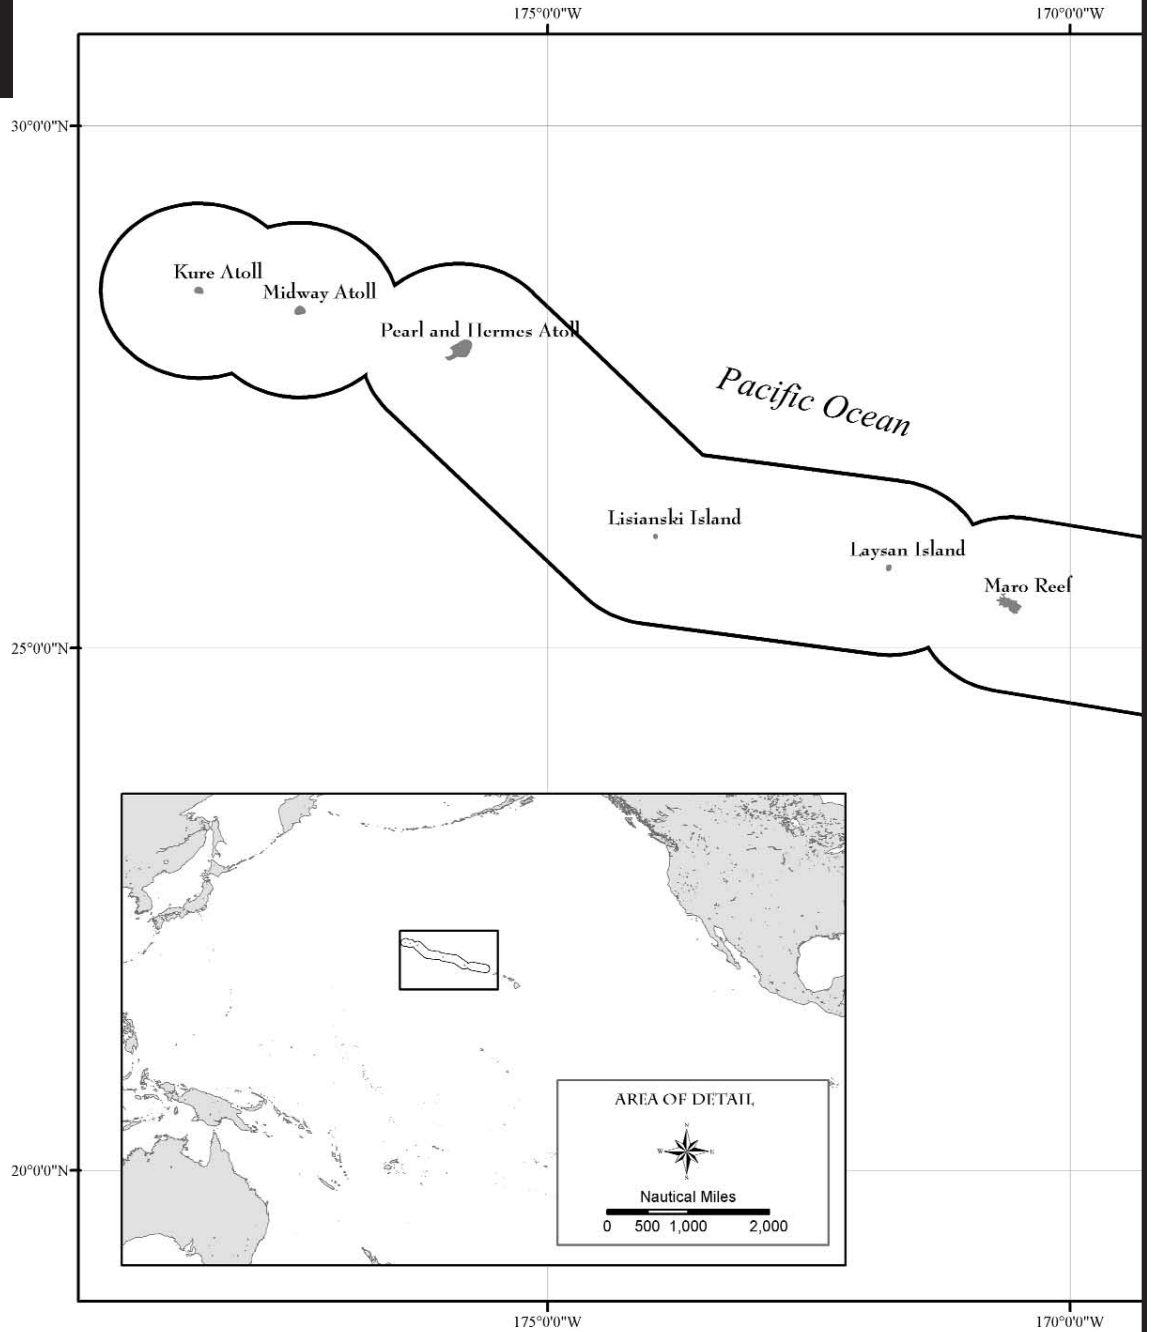 175°0'0"W
170°0'0"W
30°0'0"N
Kure Atoll
Midway Atoll
Pearl and Hermes Atoll
Pacific Ocean
Lisianski Island
Laysan Island
Maro Reef
25°0'0"N
AREA OF DETAIL
N
W
S
Nautical Miles
0 500 1,000 2,000
20°0'0"N
175°0'0"W
170°0'0"W